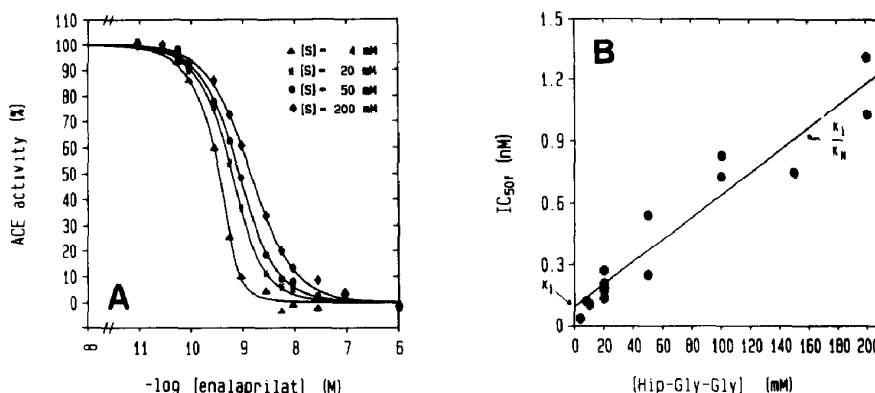 110
100
90
80
70
60
50
40
30
20
10
0
ACE activity (%)
[S]= 4 mM
[S]= 20 mM
[S]= 50 mM
[S]= 200 mM
A
∞ 11 10 9 8 7 6
-log [enalaprilat] (M)
B
1.5
1.2
0.9
0.6
0.3
0
IC50f (nM)
Ki
Ki
KM
0 20 40 60 80 100 120 140 160 180 200
[Hip-Gly-Gly] (mM)